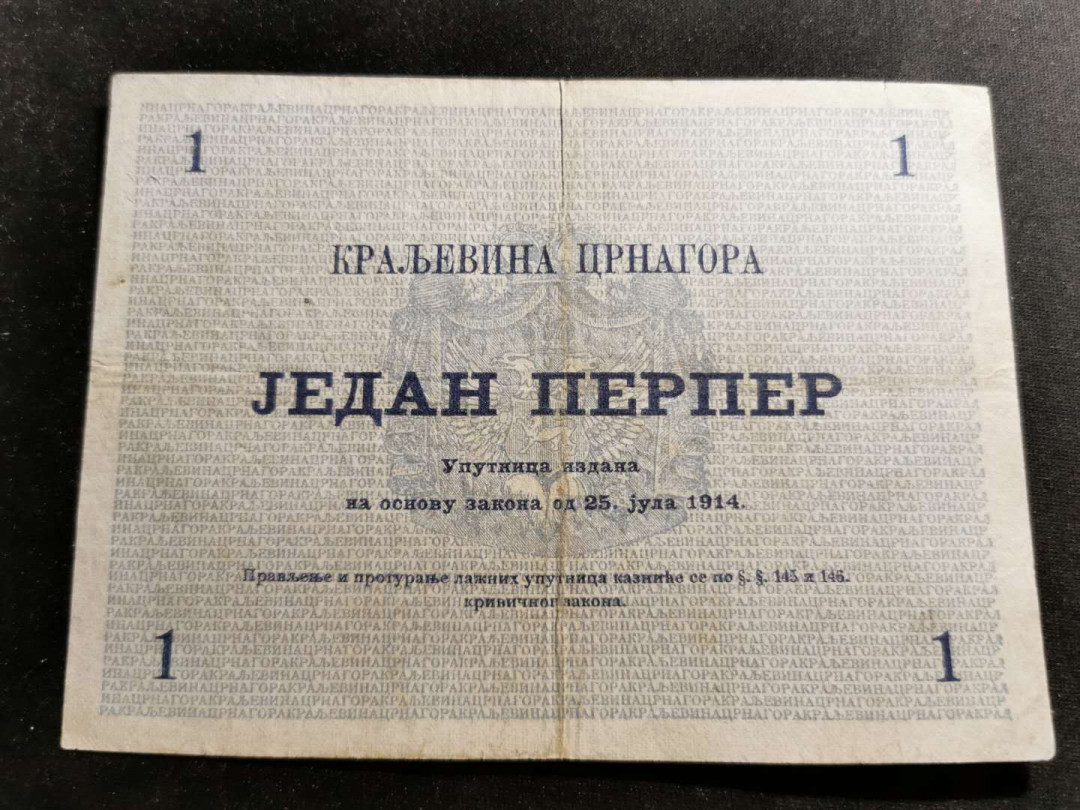 1 1
КРАЉЕВИНА ЦРНАГОРА
ЈЕДАН ПЕРПЕР
Упутница издана
на основу закона од 25. јула 1914.
Прављење и протурање лажних упутница казниће се по §. §. 145 и 146.
кривичног закона.
1 1